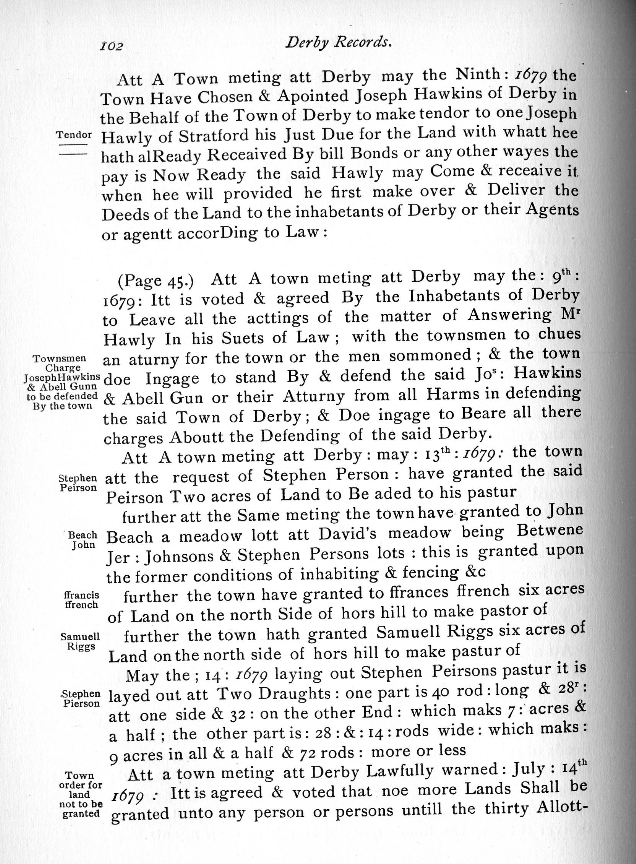 102
Derby Records.
Att A Town meting att Derby may the Ninth: 1679 the
Town Have Chosen & Apointed Joseph Hawkins of Derby in
the Behalf of the Town of Derby to make tendor to one Joseph
Tendor
Hawly of Stratford his Just Due for the Land with whatt hee
hath alReady Receaived By bill Bonds or any other wayes the
pay is Now Ready the said Hawly may Come & receaive it
when hee will provided he first make over & Deliver the
Deeds of the Land to the inhabetants of Derby or their Agents
or agentt accorDing to Law:
(Page 45.) Att A town meting att Derby may the: 9th:
1679: Itt is voted & agreed By the Inhabetants of Derby
to Leave all the acttings of the matter of Answering Mr
Hawly In his Suets of Law; with the townsmen to chues
Townsmen
Charge
Joseph Hawkins
& Abell Gunn
to be defended
By the town
an aturny for the town or the men sommoned; & the town
doe Ingage to stand By & defend the said Jos: Hawkins
& Abell Gun or their Atturny from all Harms in defending
the said Town of Derby; & Doe ingage to Beare all there
charges Aboutt the Defending of the said Derby.
Att A town meting att Derby: may: 13th: 1679: the town
Stephen
Peirson
att the request of Stephen Person: have granted the said
Peirson Two acres of Land to Be aded to his pastur
further att the Same meting the town have granted to John
Beach
John
Beach a meadow lott att David's meadow being Betwene
Jer: Johnsons & Stephen Persons lots: this is granted upon
the former conditions of inhabiting & fencing &c
ffrancis
ffrench
further the town have granted to ffrances ffrench six acres
of Land on the north Side of hors hill to make pastor of
Samuell
Riggs
further the town hath granted Samuell Riggs six acres of
Land on the north side of hors hill to make pastur of
May the; 14: 1679 laying out Stephen Peirsons pastur it is
Stephen
Pierson
layed out att Two Draughts: one part is 40 rod: long & 28r:
att one side & 32: on the other End: which maks 7: acres &
a half; the other part is: 28: &: 14: rods wide: which maks:
9 acres in all & a half & 72 rods: more or less
Town
order for
land
not to be
granted
Att a town meting att Derby Lawfully warned: July: 14th
1679: Itt is agreed & voted that noe more Lands Shall be
granted unto any person or persons untill the thirty Allott-